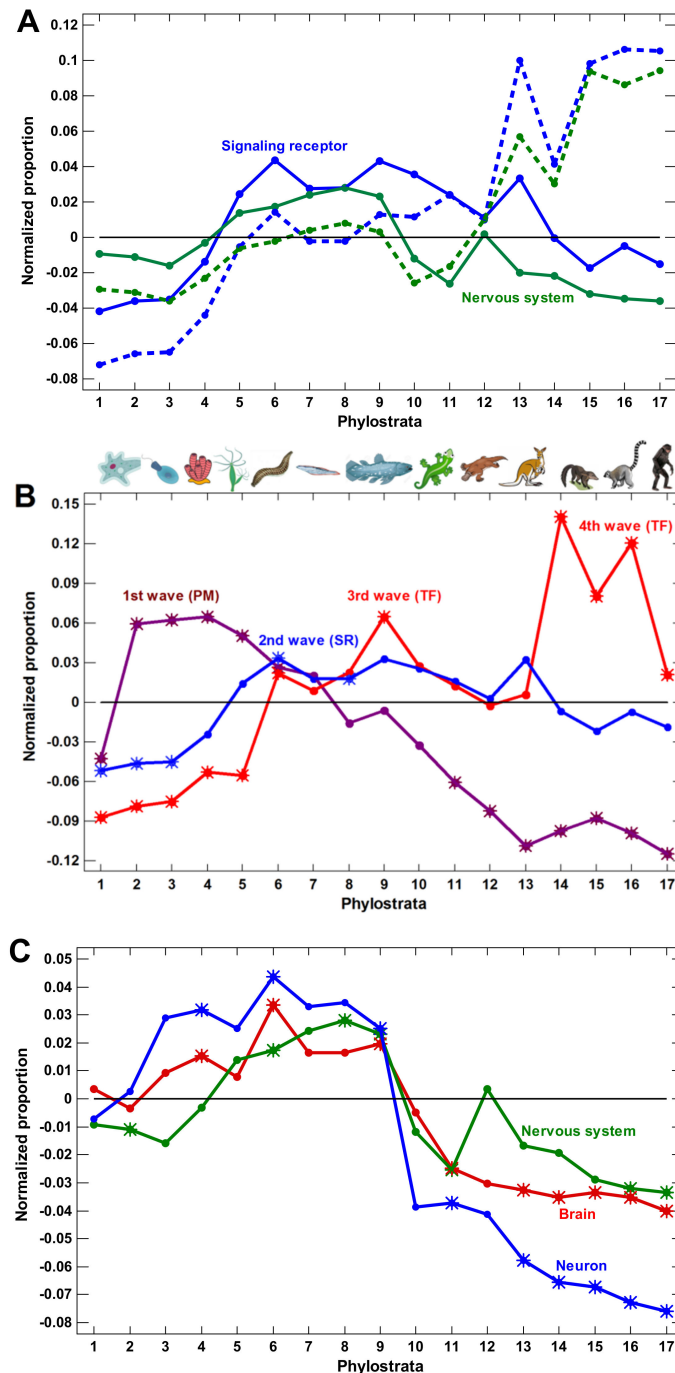 A
0.12
0.1
0.08
0.06
0.04
0.02
0
-0.02
-0.04
-0.06
-0.08
Normalized proportion
Signaling receptor
Nervous system
1 2 3 4 5 6 7 8 9 10 11 12 13 14 15 16 17
Phylostrata
B
0.15
0.12
0.09
0.06
0.03
0
-0.03
-0.06
-0.09
-0.12
Normalized proportion
4th wave (TF)
1st wave (PM)
3rd wave (TF)
2nd wave (SR)
1 2 3 4 5 6 7 8 9 10 11 12 13 14 15 16 17
Phylostrata
C
0.05
0.04
0.03
0.02
0.01
0
-0.01
-0.02
-0.03
-0.04
-0.05
-0.06
-0.07
-0.08
Normalized proportion
Nervous system
Brain
Neuron
1 2 3 4 5 6 7 8 9 10 11 12 13 14 15 16 17
Phylostrata